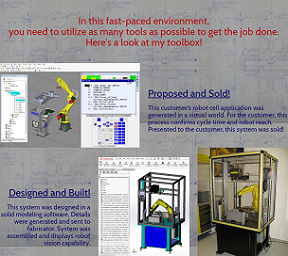 In this fast-paced environment,
you need to utilize as many tools as possible to get the job done.
Here's a look at my toolbox!
Proposed and Sold!
This customer's robot cell application was
generated in a virtual world. For the customer, this
process confirms cycle time and robot reach.
Presented to the customer, this system was sold!
Designed and Built!
This system was designed in a
solid modeling software. Details
were generated and sent to
fabricator. System was
assembled and displays robot
vision capability.